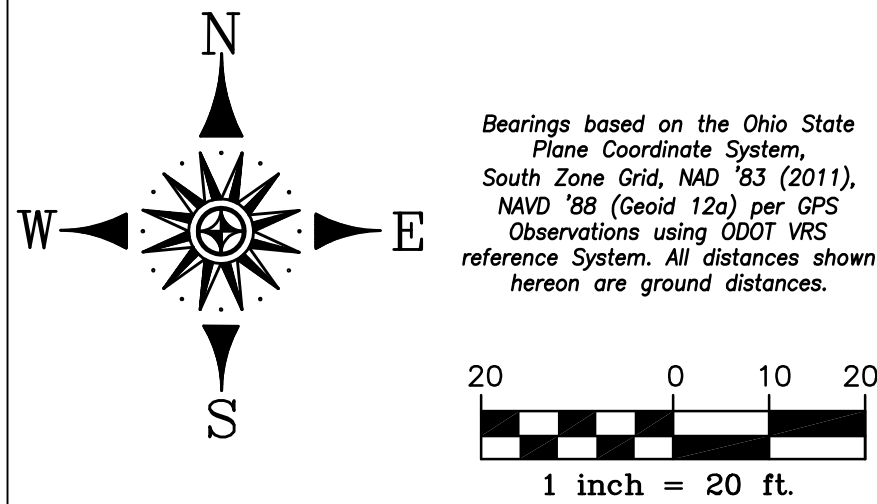 N
W E
S
Bearings based on the Ohio State
Plane Coordinate System,
South Zone Grid, NAD '83 (2011),
NAVD '88 (Geoid 12a) per GPS
Observations using ODOT VRS
reference System. All distances shown
hereon are ground distances.
20 0 10 20
1 inch = 20 ft.